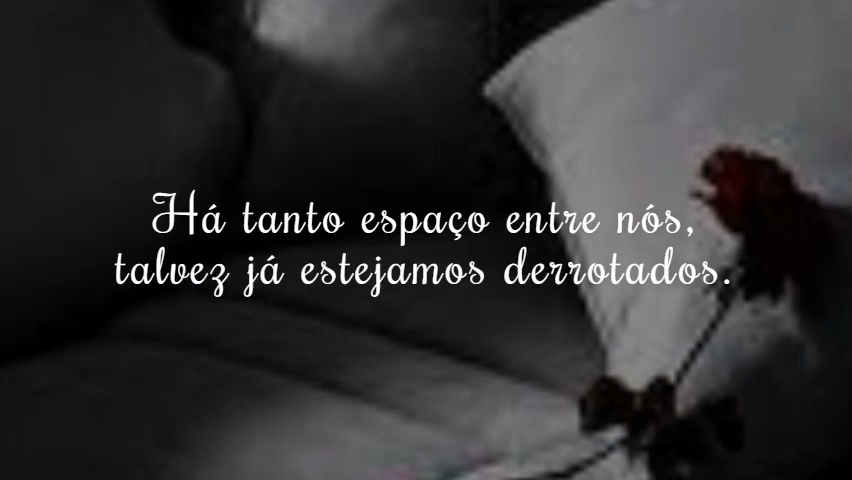 Há tanto espaço entre nós,
talvez já estejamos derrotados.